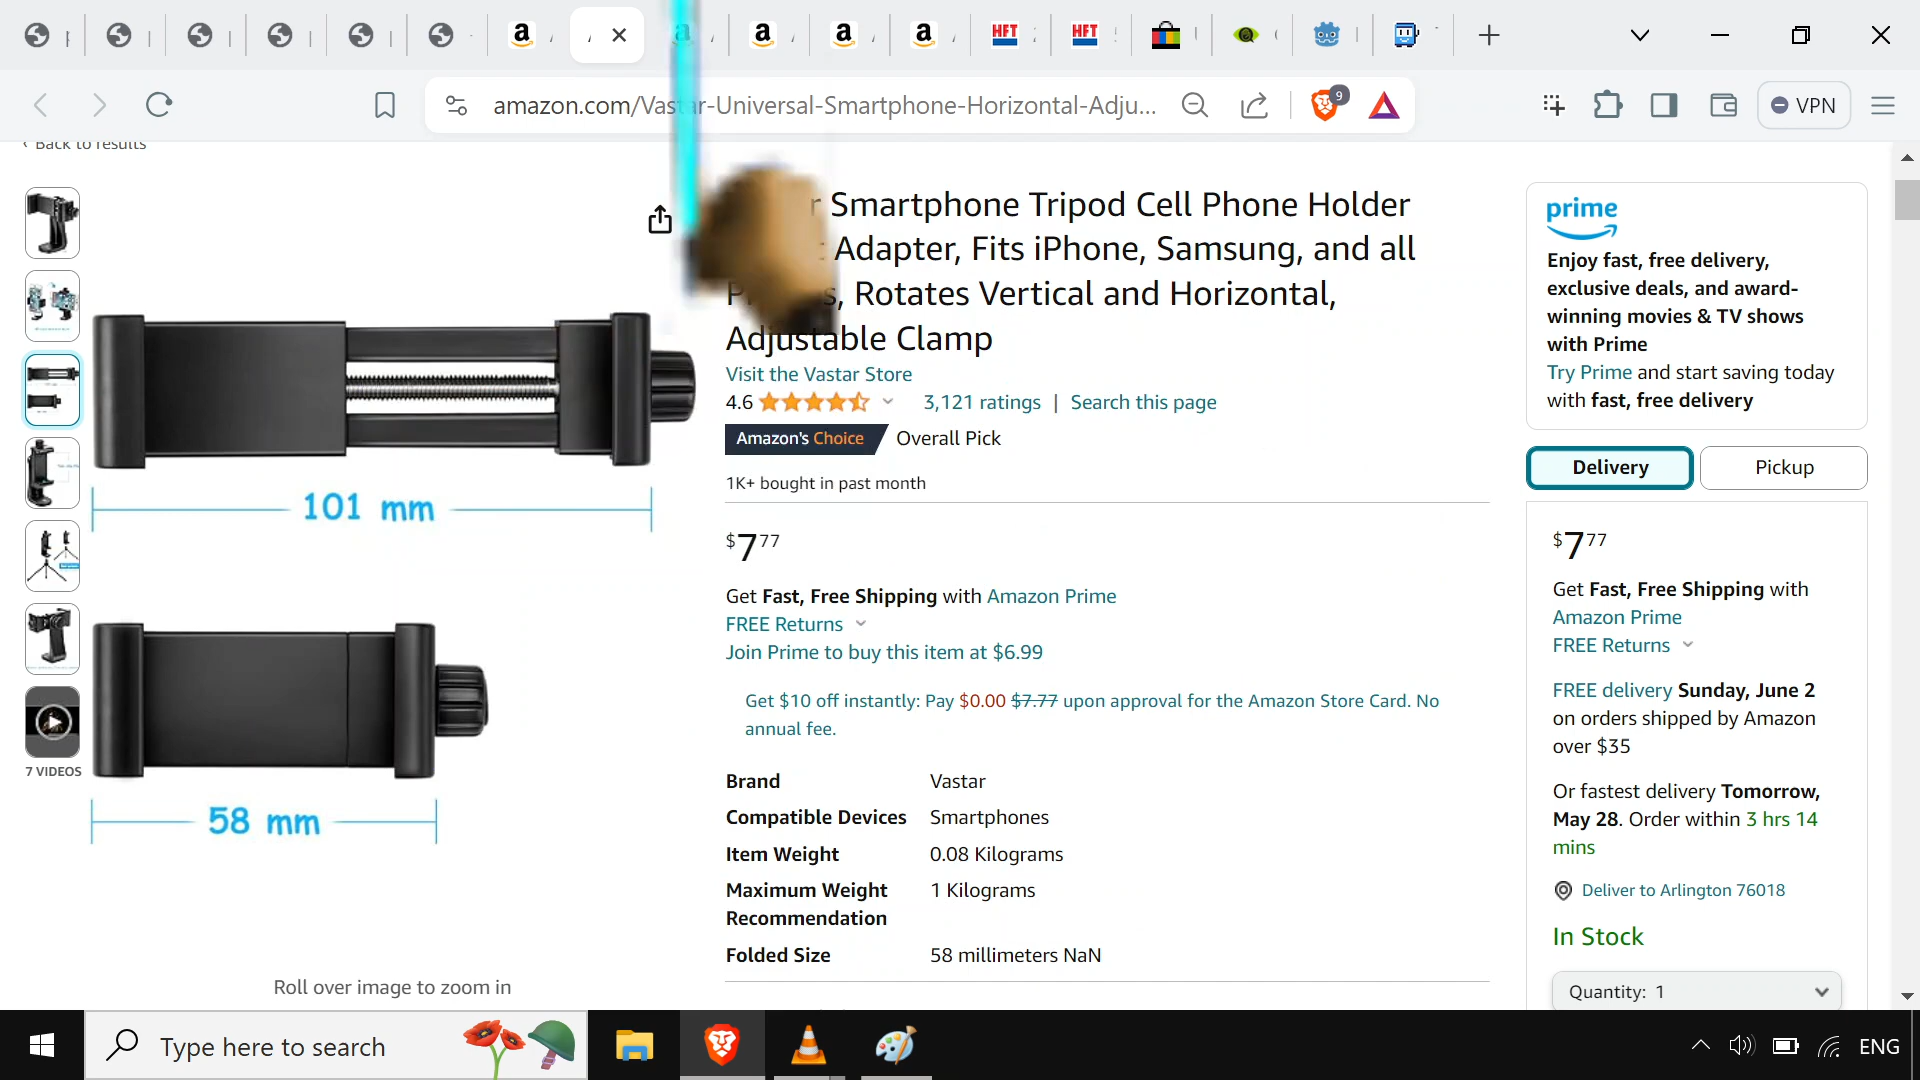 amazon.com/Vastar-Universal-Smartphone-Horizontal-Adju...
9
VPN
‹ Back to results
Smartphone Tripod Cell Phone Holder
Adapter, Fits iPhone, Samsung, and all
Rotates Vertical and Horizontal,
Adjustable Clamp
Visit the Vastar Store
4.6
3,121 ratings | Search this page
Amazon's Choice Overall Pick
1K+ bought in past month
$7 77
Get Fast, Free Shipping with Amazon Prime
FREE Returns
Join Prime to buy this item at $6.99
Get $10 off instantly: Pay $0.00 $7.77 upon approval for the Amazon Store Card. No
annual fee.
Brand Vastar
Compatible Devices Smartphones
Item Weight 0.08 Kilograms
Maximum Weight 1 Kilograms
Recommendation
Folded Size 58 millimeters NaN
101 mm
58 mm
7 VIDEOS
Roll over image to zoom in
prime
Enjoy fast, free delivery,
exclusive deals, and award-
winning movies & TV shows
with Prime
Try Prime and start saving today
with fast, free delivery
Delivery
Pickup
$7 77
Get Fast, Free Shipping with
Amazon Prime
FREE Returns
FREE delivery Sunday, June 2
on orders shipped by Amazon
over $35
Or fastest delivery Tomorrow,
May 28. Order within 3 hrs 14
mins
Deliver to Arlington 76018
In Stock
Quantity: 1
Type here to search
ENG